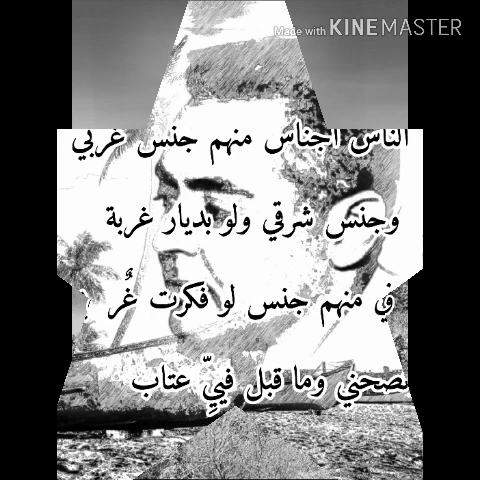 Made with KINEMASTER
الناس اجناس منهم جنس غربي
وجنسِ شرقي ولو بديار غربة
في منهم جنس لو فكرت غٌر
نصحني وما قبل فييِّ عتاب